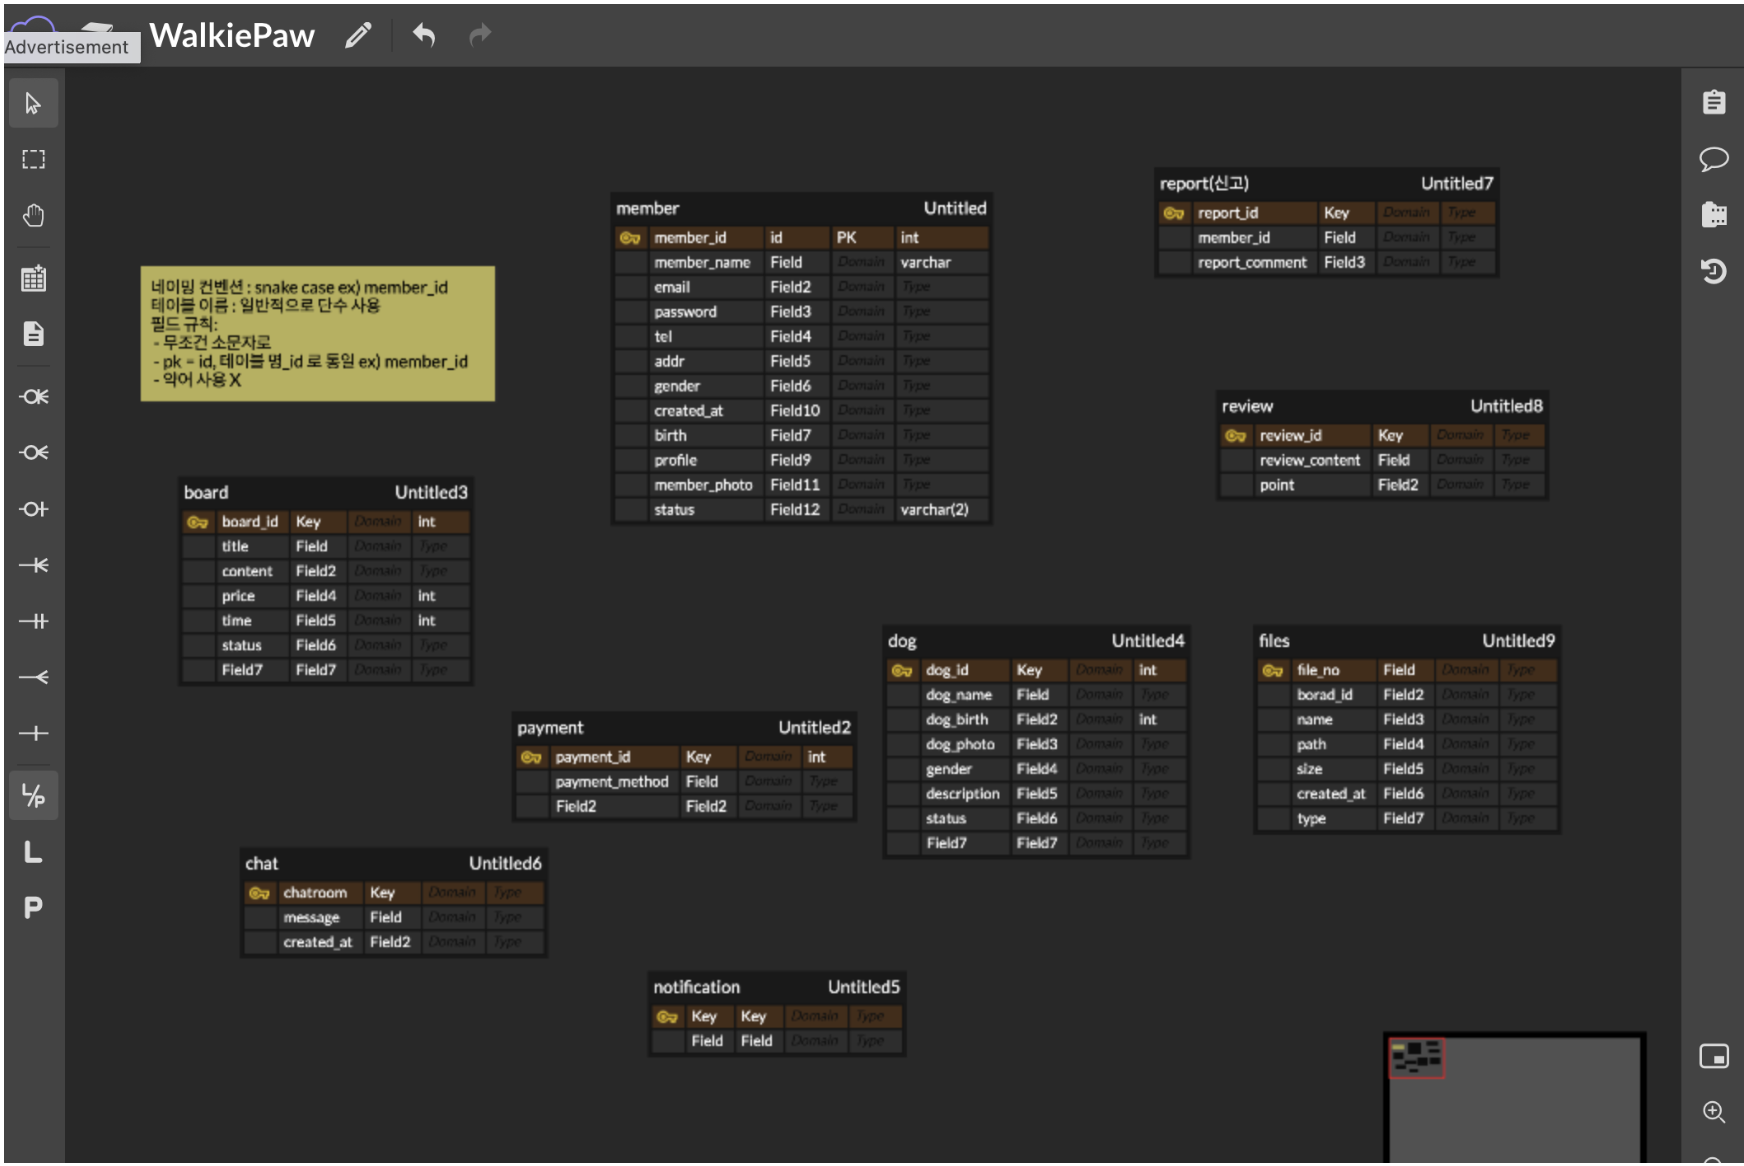 WalkiePaw
Advertisement
네이밍 컨벤션 : snake case ex) member_id
테이블 이름 : 일반적으로 단수 사용
필드 규칙:
- 무조건 소문자로
- pk = id, 테이블 명_id 로 동일 ex) member_id
- 약어 사용 X
member Untitled
member_id id PK int
member_name Field Domain varchar
email Field2 Domain Type
password Field3 Domain Type
tel Field4 Domain Type
addr Field5 Domain Type
gender Field6 Domain Type
created_at Field10 Domain Type
birth Field7 Domain Type
profile Field9 Domain Type
member_photo Field11 Domain Type
status Field12 Domain varchar(2)
report(신고) Untitled7
report_id Key Domain Type
member_id Field Domain Type
report_comment Field3 Domain Type
review Untitled8
review_id Key Domain Type
review_content Field Domain Type
point Field2 Domain Type
board Untitled3
board_id Key Domain int
title Field Domain Type
content Field2 Domain Type
price Field4 Domain int
time Field5 Domain int
status Field6 Domain Type
Field7 Field7 Domain Type
dog Untitled4
dog_id Key Domain int
dog_name Field Domain Type
dog_birth Field2 Domain int
dog_photo Field3 Domain Type
gender Field4 Domain Type
description Field5 Domain Type
status Field6 Domain Type
Field7 Field7 Domain Type
files Untitled9
file_no Field Domain Type
borad_id Field2 Domain Type
name Field3 Domain Type
path Field4 Domain Type
size Field5 Domain Type
created_at Field6 Domain Type
type Field7 Domain Type
payment Untitled2
payment_id Key Domain int
payment_method Field Domain Type
Field2 Field2 Domain Type
chat Untitled6
chatroom Key Domain Type
message Field Domain Type
created_at Field2 Domain Type
notification Untitled5
Key Key Domain Type
Field Field Domain Type
L/P
L
P